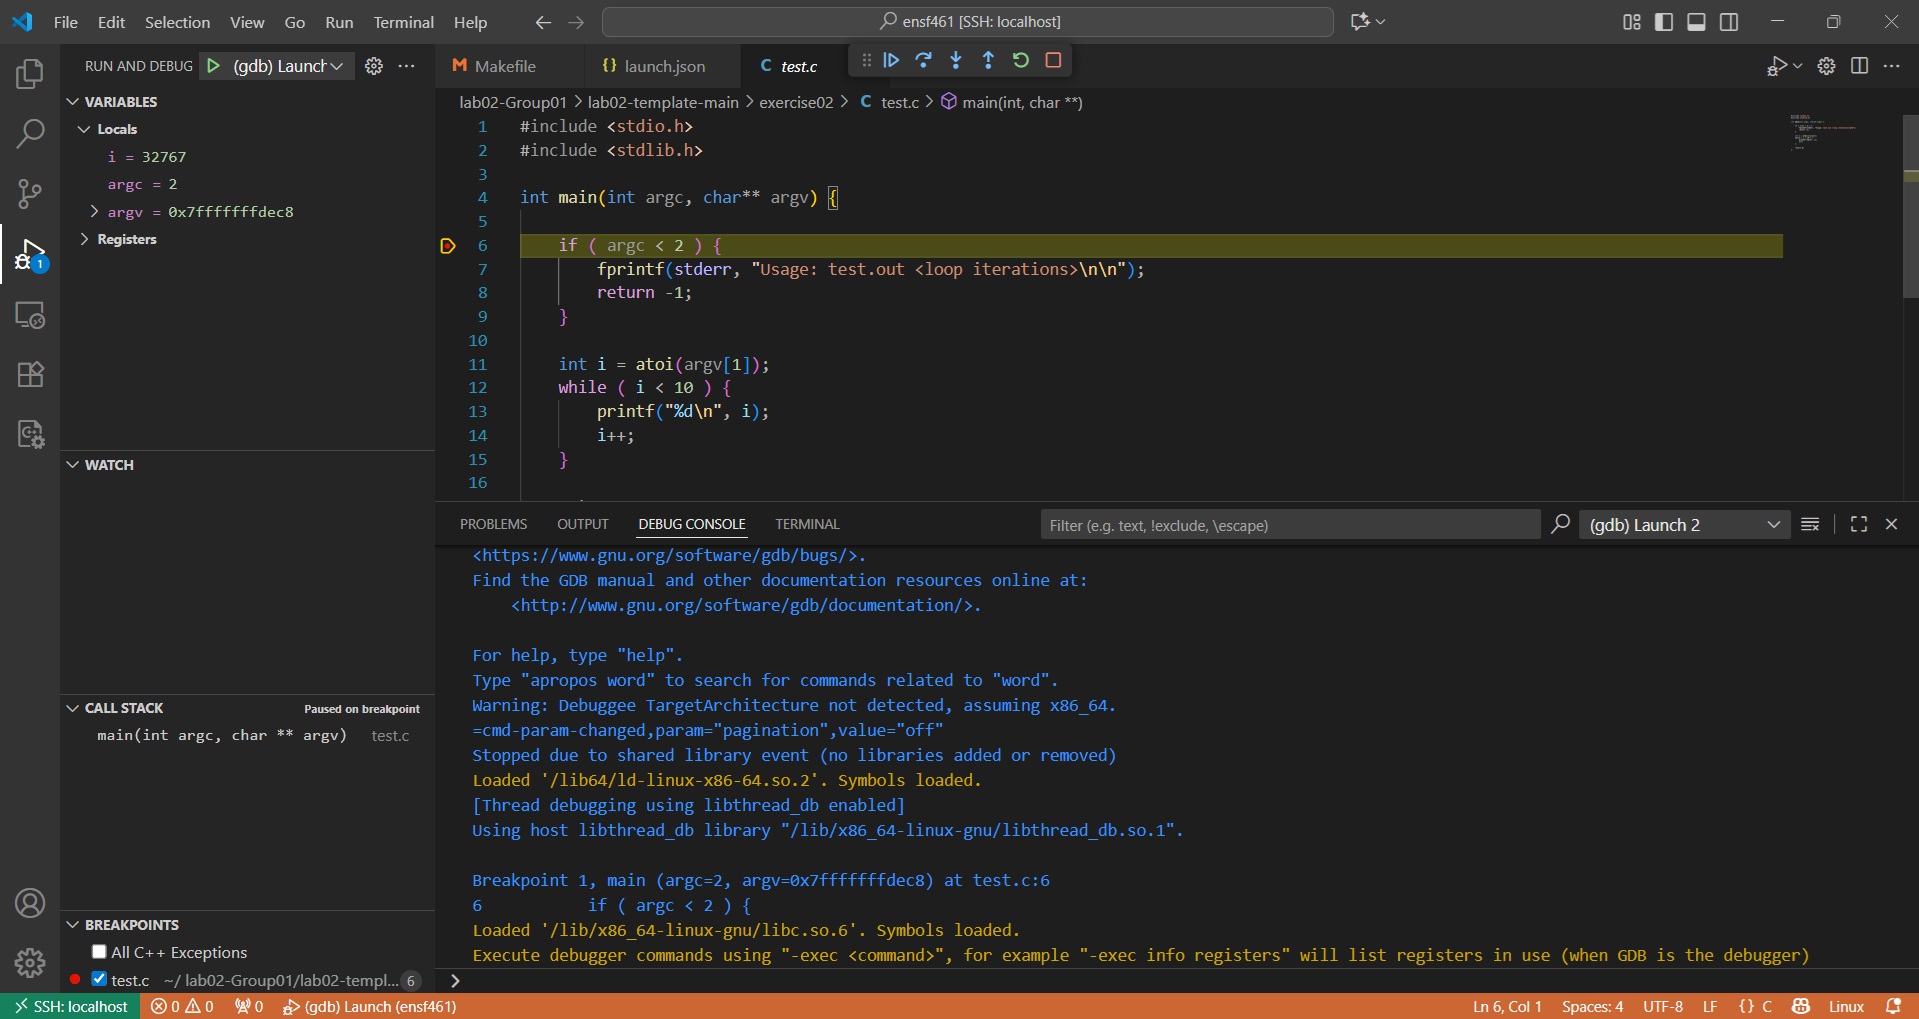 File Edit Selection View Go Run Terminal Help
ensf461 [SSH: localhost]
RUN AND DEBUG (gdb) Launch
Makefile launch.json test.c
lab02-Group01 > lab02-template-main > exercise02 > C test.c > main(int, char **)
VARIABLES
Locals
i = 32767
argc = 2
argv = 0x7fffffffdec8
Registers
WATCH
CALL STACK Paused on breakpoint
main(int argc, char ** argv) test.c
BREAKPOINTS
All C++ Exceptions
test.c ~/lab02-Group01/lab02-templ... 6
1 #include <stdio.h>
2 #include <stdlib.h>
3
4 int main(int argc, char** argv) {
5
6 if ( argc < 2 ) {
7 fprintf(stderr, "Usage: test.out <loop iterations>\n\n");
8 return -1;
9 }
10
11 int i = atoi(argv[1]);
12 while ( i < 10 ) {
13 printf("%d\n", i);
14 i++;
15 }
16
PROBLEMS OUTPUT DEBUG CONSOLE TERMINAL
Filter (e.g. text, !exclude, \escape)
(gdb) Launch 2
<https://www.gnu.org/software/gdb/bugs/>.
Find the GDB manual and other documentation resources online at:
<http://www.gnu.org/software/gdb/documentation/>.
For help, type "help".
Type "apropos word" to search for commands related to "word".
Warning: Debuggee TargetArchitecture not detected, assuming x86_64.
=cmd-param-changed,param="pagination",value="off"
Stopped due to shared library event (no libraries added or removed)
Loaded '/lib64/ld-linux-x86-64.so.2'. Symbols loaded.
[Thread debugging using libthread_db enabled]
Using host libthread_db library "/lib/x86_64-linux-gnu/libthread_db.so.1".
Breakpoint 1, main (argc=2, argv=0x7fffffffdec8) at test.c:6
6 if ( argc < 2 ) {
Loaded '/lib/x86_64-linux-gnu/libc.so.6'. Symbols loaded.
Execute debugger commands using "-exec <command>", for example "-exec info registers" will list registers in use (when GDB is the debugger)
>
SSH: localhost 0 0 0 (gdb) Launch (ensf461)
Ln 6, Col 1 Spaces: 4 UTF-8 LF {} C Linux